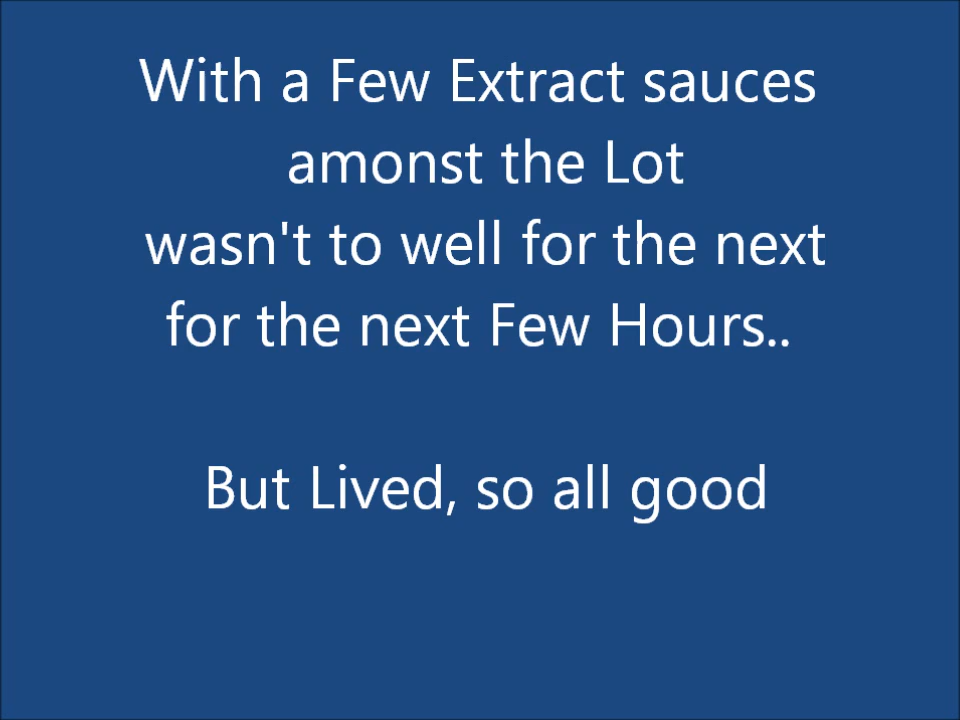 With a Few Extract sauces
amonst the Lot
wasn't to well for the next
for the next Few Hours..
But Lived, so all good